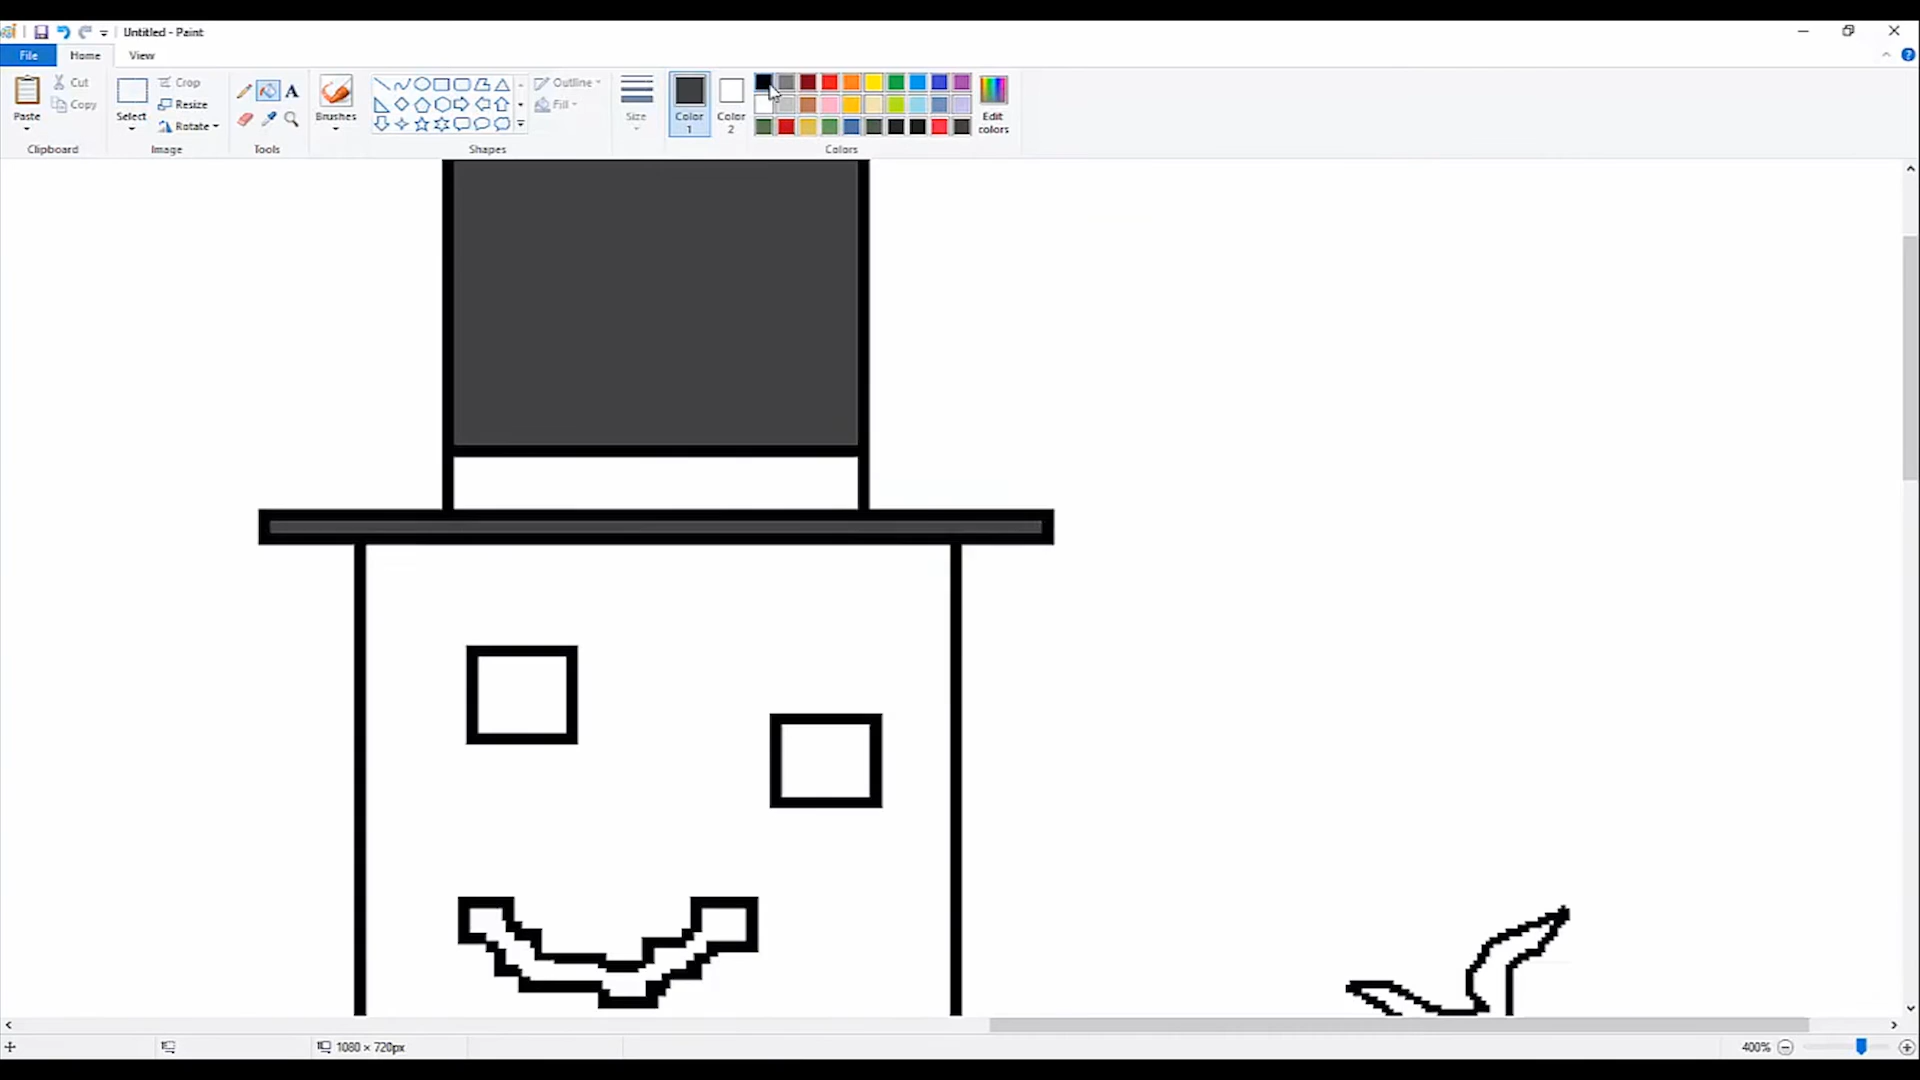 Untitled - Paint
File Home View
Paste Cut Copy
Clipboard
Select Crop Resize Rotate
Image
A
Tools
Brushes
Outline Fill
Shapes
Size
Color 1
Color 2
Edit colors
Colors
1080 × 720px
400%